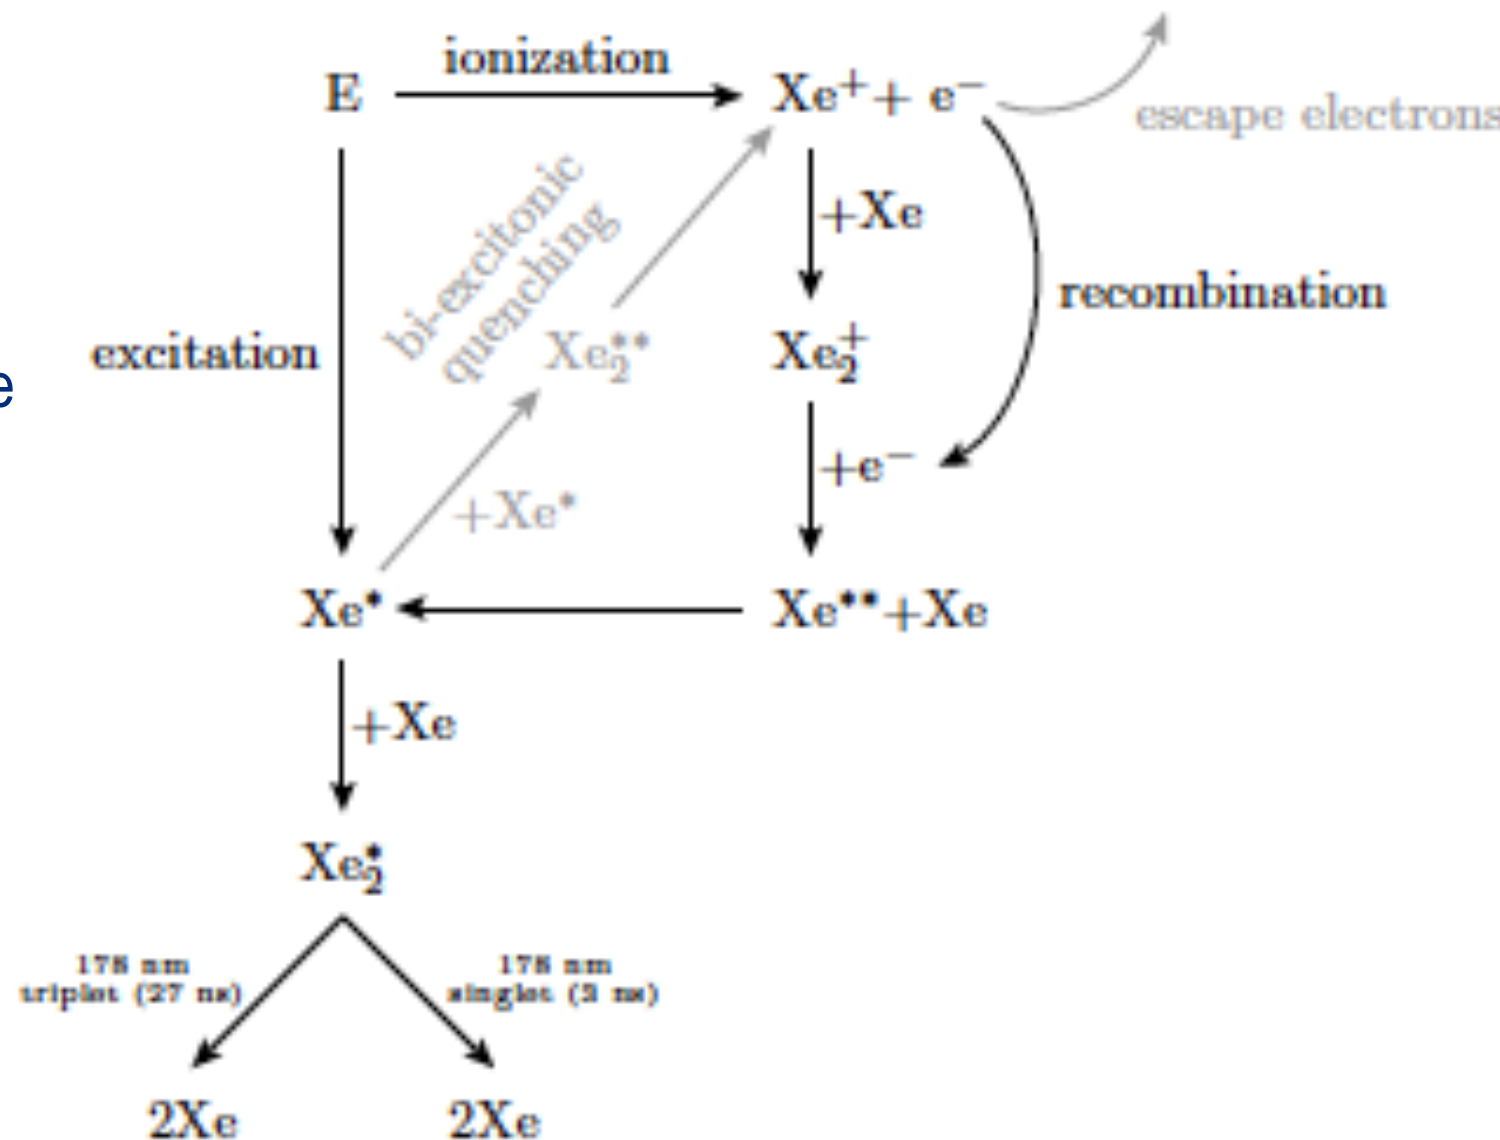 ionization
E
Xe⁺+ e⁻
escape electrons
+Xe
bi-excitonic
quenching
recombination
excitation
Xe₂**
Xe₂⁺
e
+e⁻
+Xe*
Xe*
Xe**+Xe
+Xe
Xe₂*
178 nm
triplet (27 ns)
178 nm
singlet (3 ns)
2Xe
2Xe